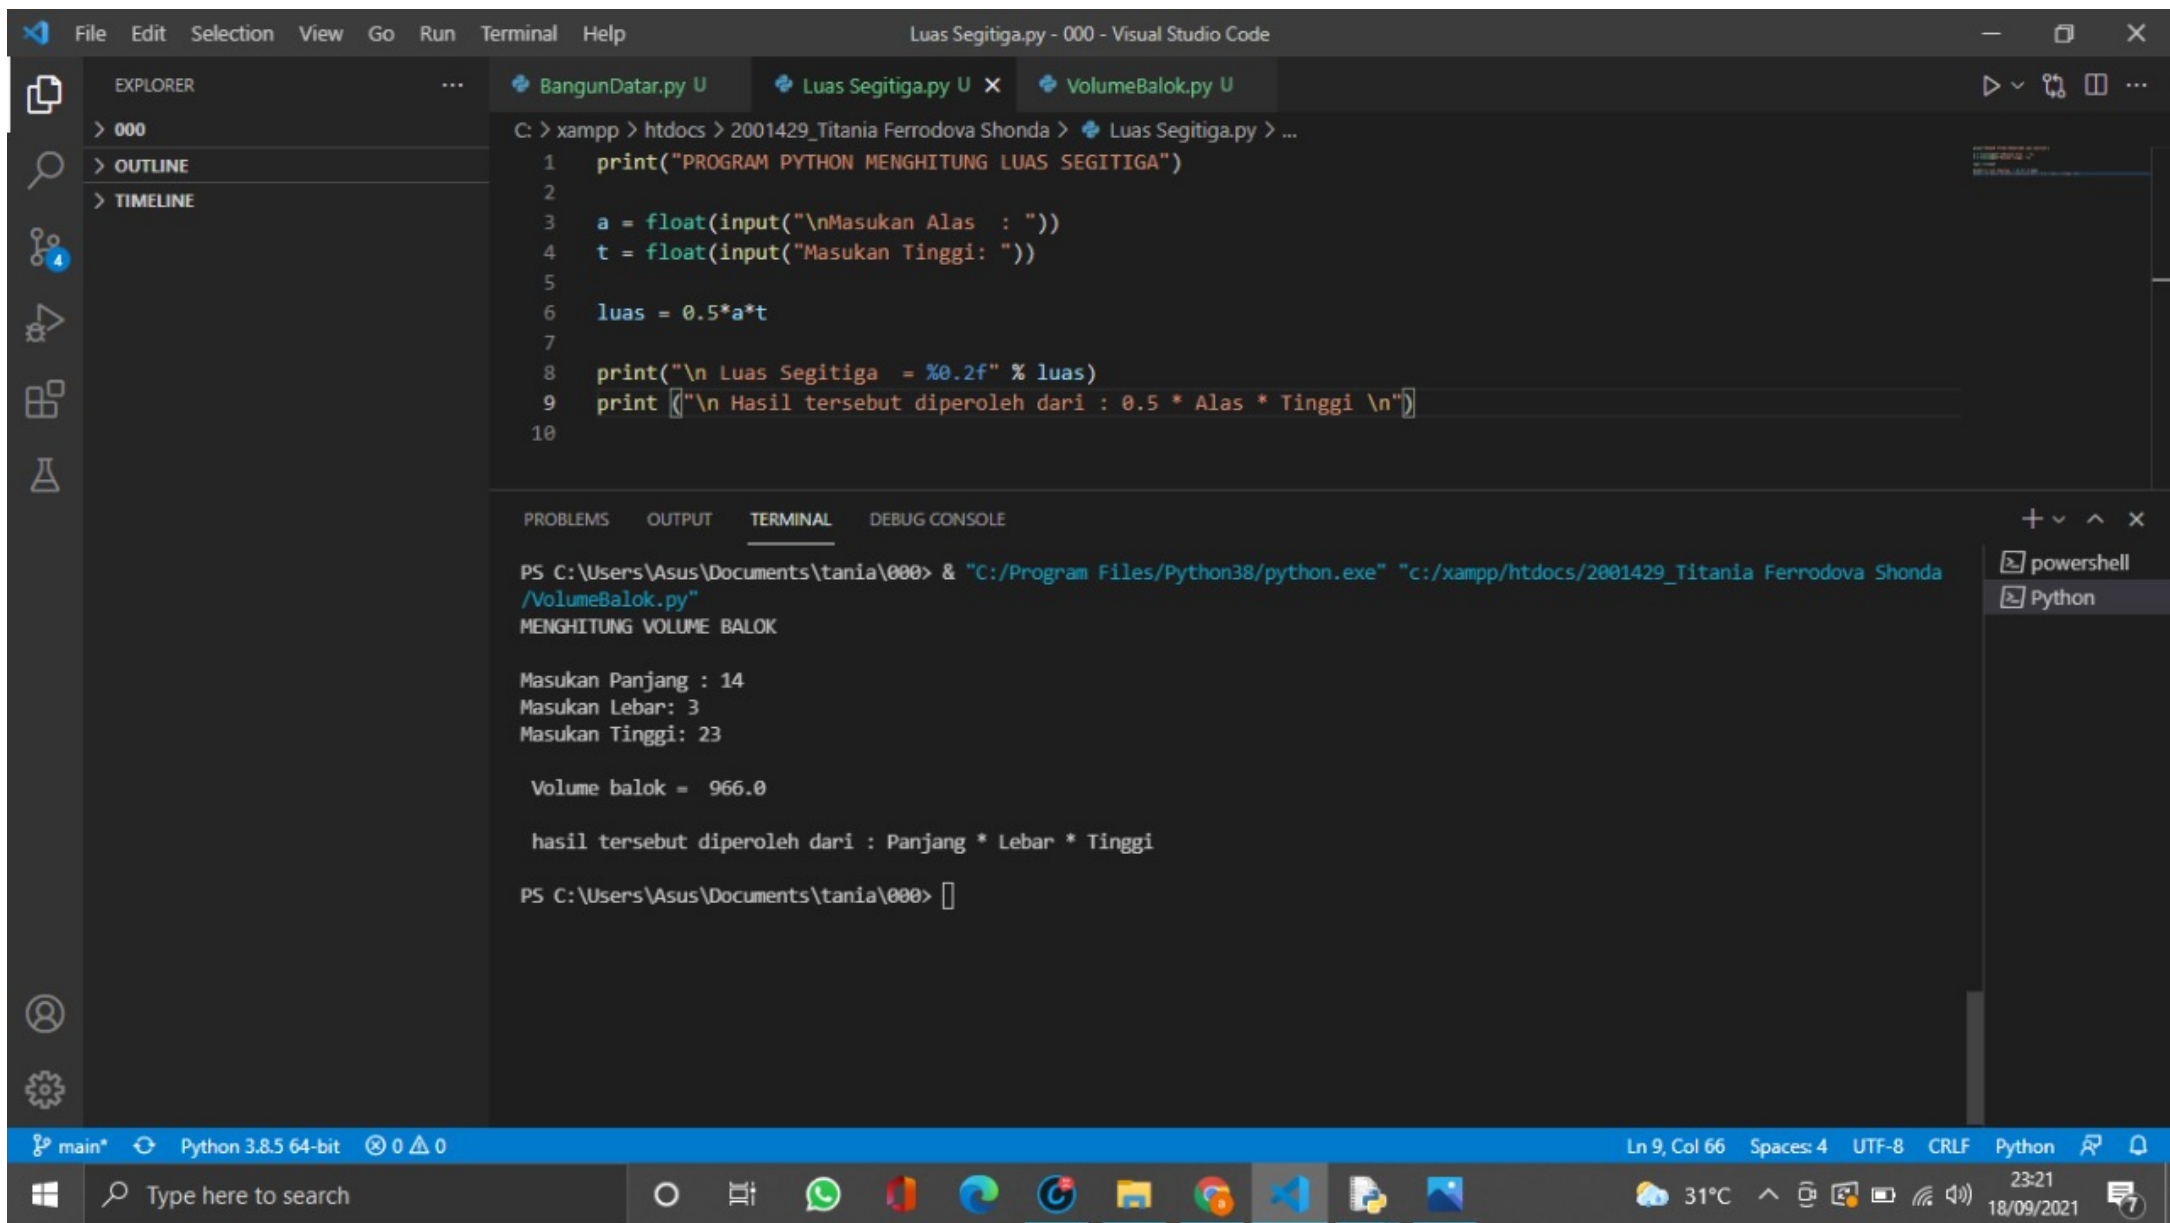 File Edit Selection View Go Run Terminal Help
Luas Segitiga.py - 000 - Visual Studio Code
EXPLORER ...
BangunDatar.py U
Luas Segitiga.py U
VolumeBalok.py U
> 000
> OUTLINE
> TIMELINE
4
C: > xampp > htdocs > 2001429_Titania Ferrodova Shonda > Luas Segitiga.py > ...
1 print("PROGRAM PYTHON MENGHITUNG LUAS SEGITIGA")
2
3 a = float(input("\nMasukan Alas  : "))
4 t = float(input("Masukan Tinggi: "))
5
6 luas = 0.5*a*t
7
8 print("\n Luas Segitiga  = %0.2f" % luas)
9 print ("\n Hasil tersebut diperoleh dari : 0.5 * Alas * Tinggi \n")
10
PROBLEMS OUTPUT TERMINAL DEBUG CONSOLE
PS C:\Users\Asus\Documents\tania\000> & "C:/Program Files/Python38/python.exe" "c:/xampp/htdocs/2001429_Titania Ferrodova Shonda
/VolumeBalok.py"
MENGHITUNG VOLUME BALOK
Masukan Panjang : 14
Masukan Lebar: 3
Masukan Tinggi: 23
Volume balok =  966.0
hasil tersebut diperoleh dari : Panjang * Lebar * Tinggi
PS C:\Users\Asus\Documents\tania\000>
powershell
Python
main* Python 3.8.5 64-bit 0 0
Ln 9, Col 66 Spaces: 4 UTF-8 CRLF Python
Type here to search
31°C
23:21
18/09/2021
7